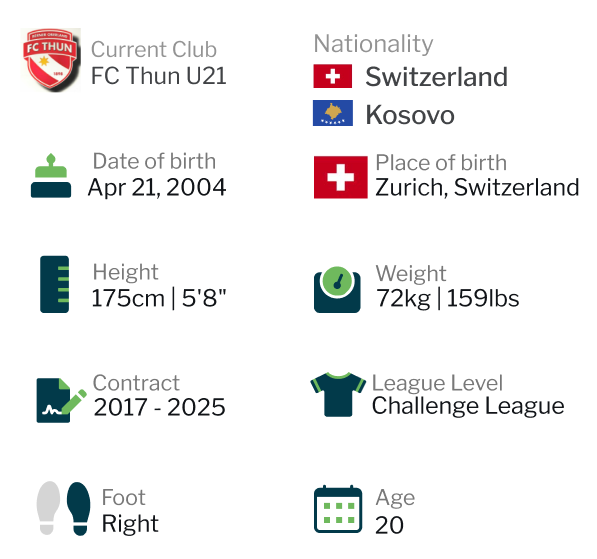 FC THUN
1898
Current Club
FC Thun U21
Nationality
Switzerland
Kosovo
Date of birth
Apr 21, 2004
Place of birth
Zurich, Switzerland
Height
175cm | 5'8"
Weight
72kg | 159lbs
Contract
2017 - 2025
League Level
Challenge League
Foot
Right
Age
20